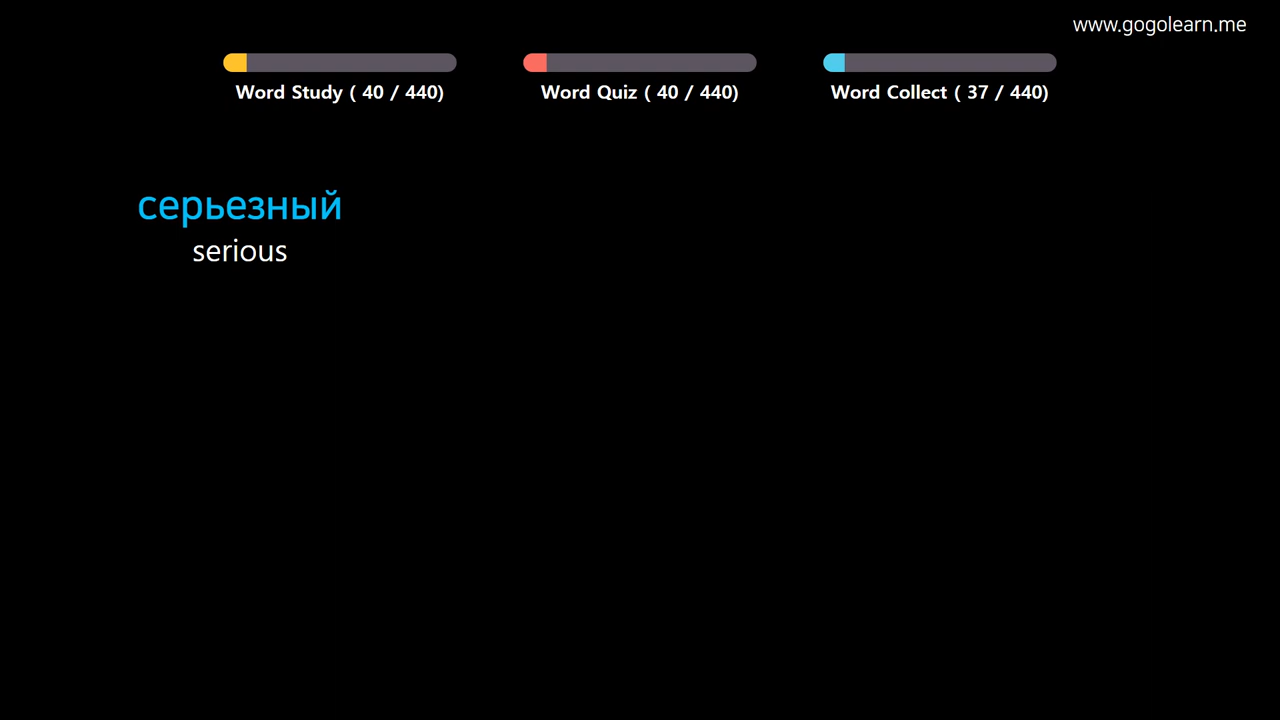 www.gogolearn.me
Word Study ( 40 / 440)
Word Quiz ( 40 / 440)
Word Collect ( 37 / 440)
серьезный
serious